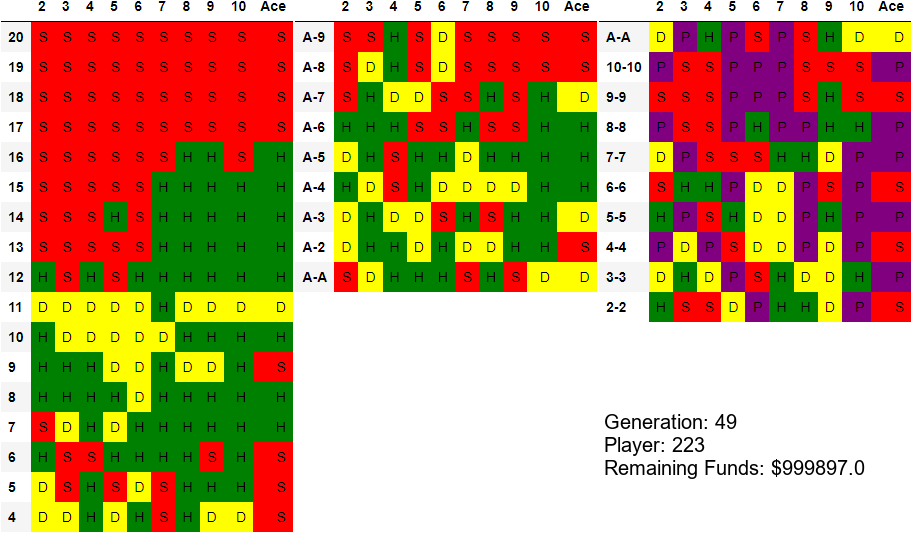 2 3 4 5 6 7 8 9 10 Ace
20 S S S S S S S S S S
19 S S S S S S S S S S
18 S S S S S S S S S S
17 S S S S S S S S S S
16 S S S S S S H H S H
15 S S S S S H H H H H
14 S S S H S H H H H H
13 S S S S S H H H H H
12 H S H S H H H H H H
11 D D D D D H D D D D
10 H D D D D D H H H H
9 H H H D D H D D H S
8 H H H H D H H H H H
7 S D H D H H H H H H
6 H S S H H H H S H S
5 D S H S D S H H H S
4 D D H D H S H D D S
2 3 4 5 6 7 8 9 10 Ace
A-9 S S H S D S S S S S
A-8 S D H S D S S S S S
A-7 S H D D S S H S H D
A-6 H H H S S H S S H H
A-5 D H S H H D H H H H
A-4 H D S H D D D D H H
A-3 D H D D S H S H H D
A-2 D H H D H D D H H S
A-A S D H H H S H S D D
2 3 4 5 6 7 8 9 10 Ace
A-A D P H P S P S H D D
10-10 P S S P P P S S S P
9-9 S S S P P P S H S S
8-8 P S S P H P P H H P
7-7 D P S S S H H D P P
6-6 S H H P D D P S P S
5-5 H P S H D D P H P P
4-4 P D P S D D P D P S
3-3 D H D P S H D D H P
2-2 H S S D P H H D P S
Generation: 49
Player: 223
Remaining Funds: $999897.0